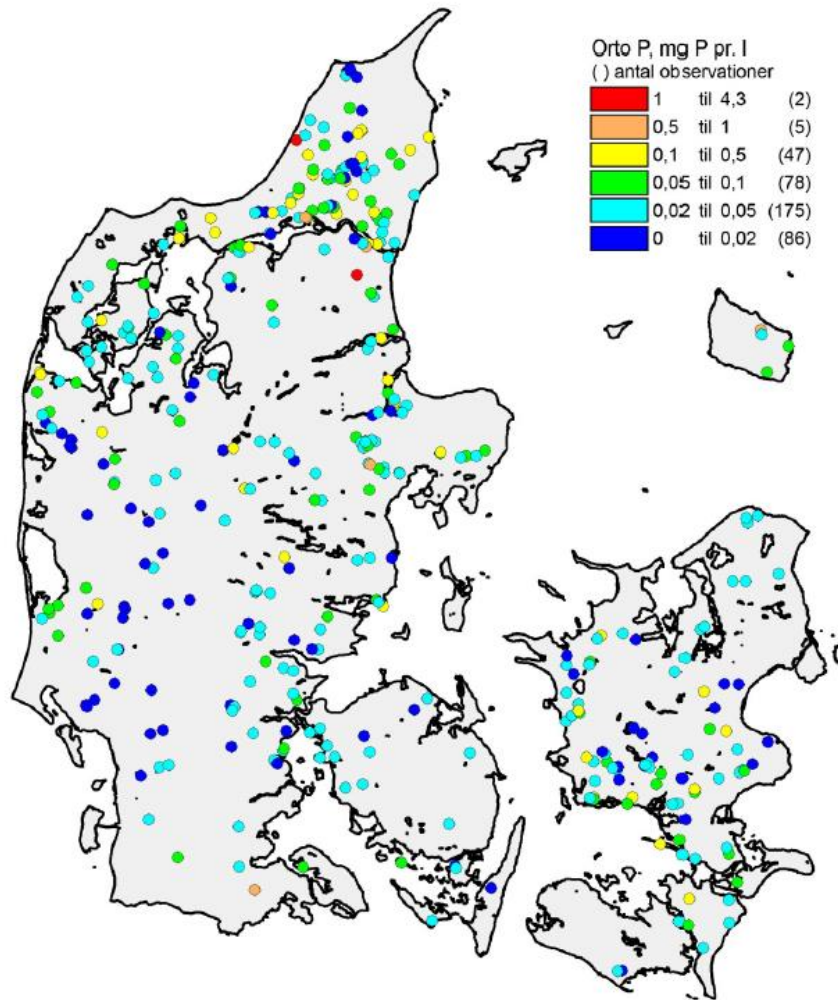 Orto P, mg P pr. l
( ) antal observationer
1 til 4,3 (2)
0,5 til 1 (5)
0,1 til 0,5 (47)
0,05 til 0,1 (78)
0,02 til 0,05 (175)
0 til 0,02 (86)